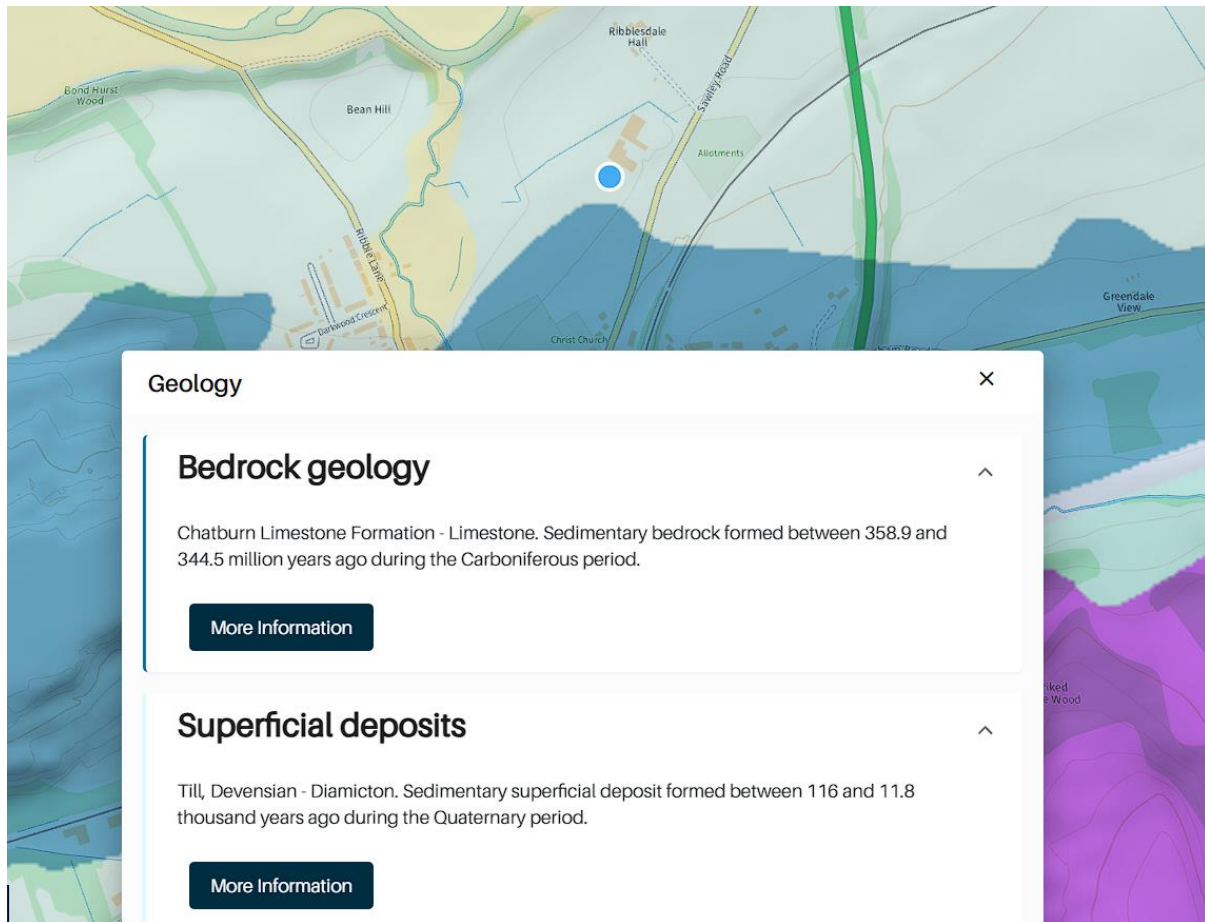 Ribblesdale
Hall
Bond Hurst
Wood
Bean Hill
Sawley Road
Allotments
Ribble Lane
Greendale
View
Darkwood Crescent
Christ Church
Geology
Bedrock geology
Chatburn Limestone Formation - Limestone. Sedimentary bedrock formed between 358.9 and
344.5 million years ago during the Carboniferous period.
More Information
Superficial deposits
Till, Devensian - Diamicton. Sedimentary superficial deposit formed between 116 and 11.8
thousand years ago during the Quaternary period.
More Information
Wood